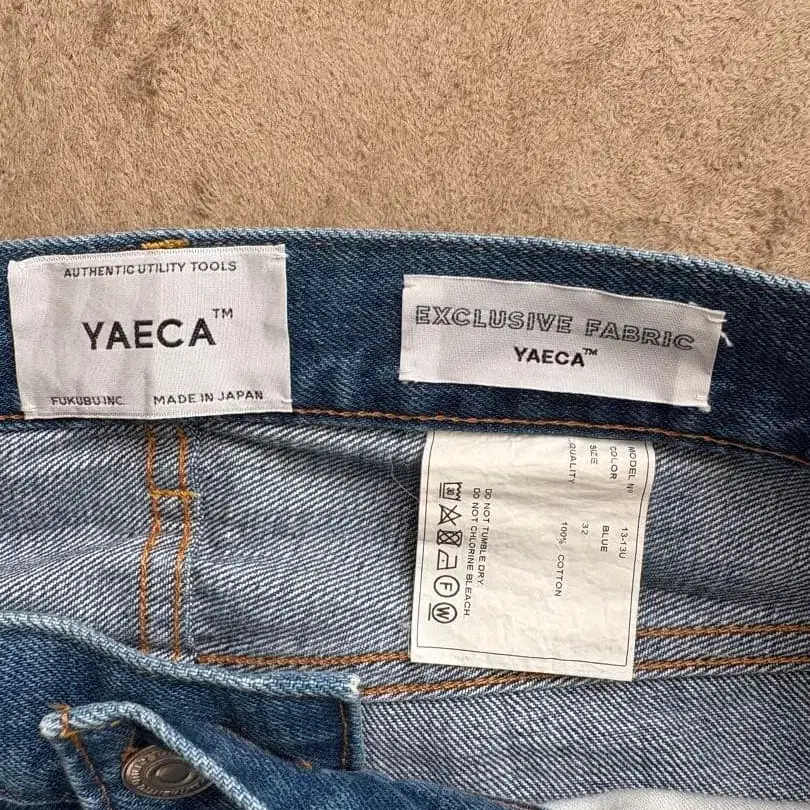 AUTHENTIC UTILITY TOOLS
YAECA™
FUKUBU INC. MADE IN JAPAN
EXCLUSIVE FABRIC
YAECA™
MODEL Nº 13-13U
COLOR BLUE
SIZE 32
QUALITY 100% COTTON
DO NOT TUMBLE DRY.
DO NOT CHLORINE BLEACH.
30
F
W